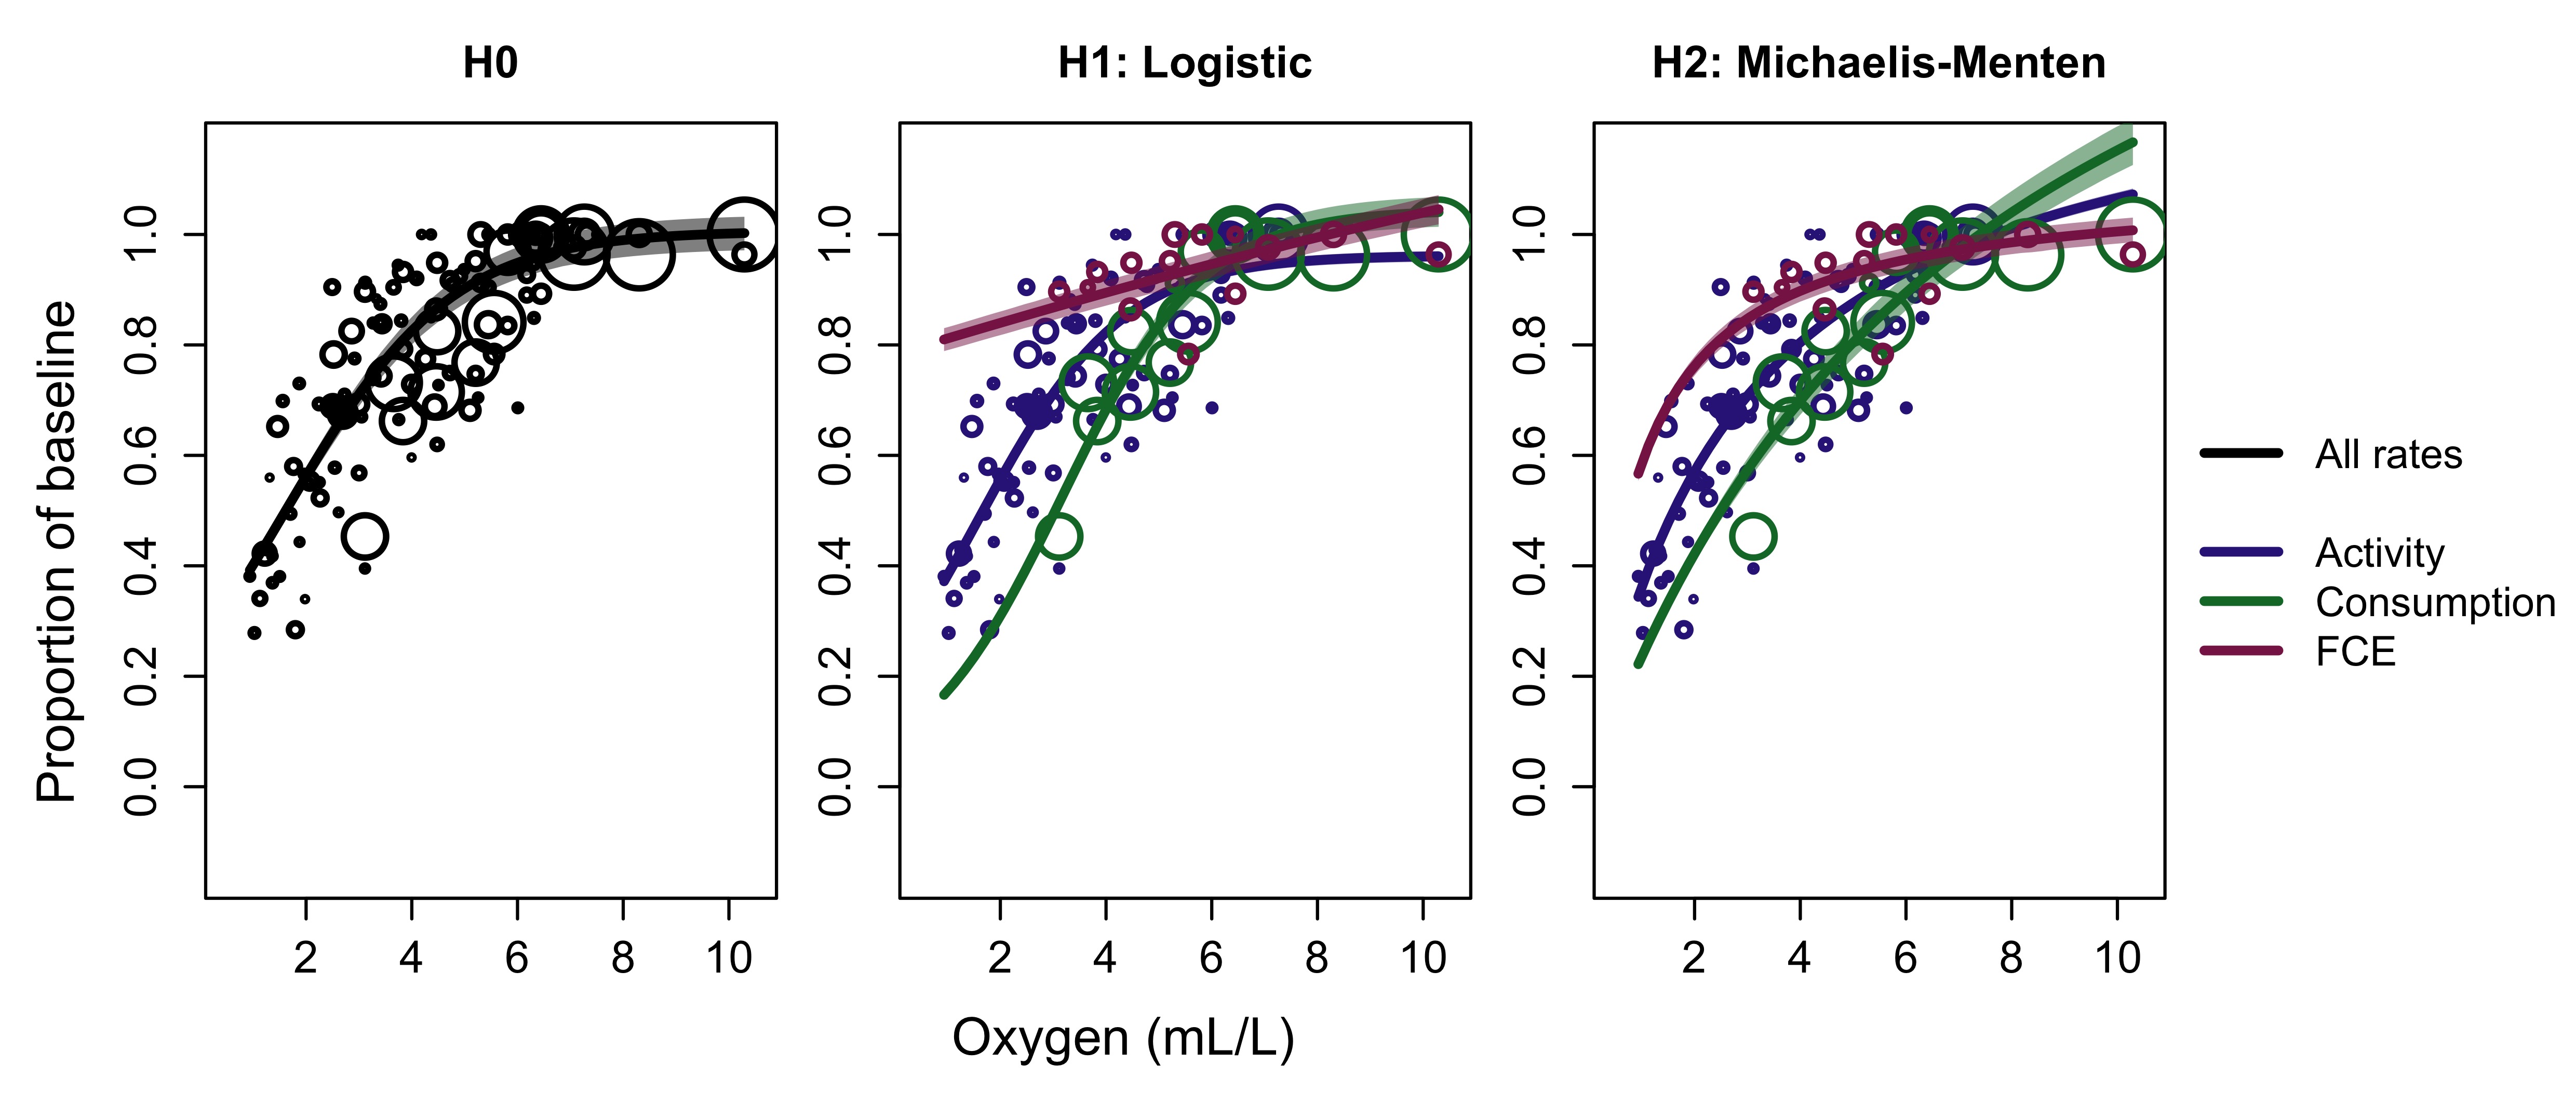 H0
H1: Logistic
H2: Michaelis-Menten
Proportion of baseline
1.0
0.8
0.6
0.4
0.2
0.0
2 4 6 8 10
1.0
0.8
0.6
0.4
0.2
0.0
2 4 6 8 10
1.0
0.8
0.6
0.4
0.2
0.0
2 4 6 8 10
Oxygen (mL/L)
All rates
Activity
Consumption
FCE